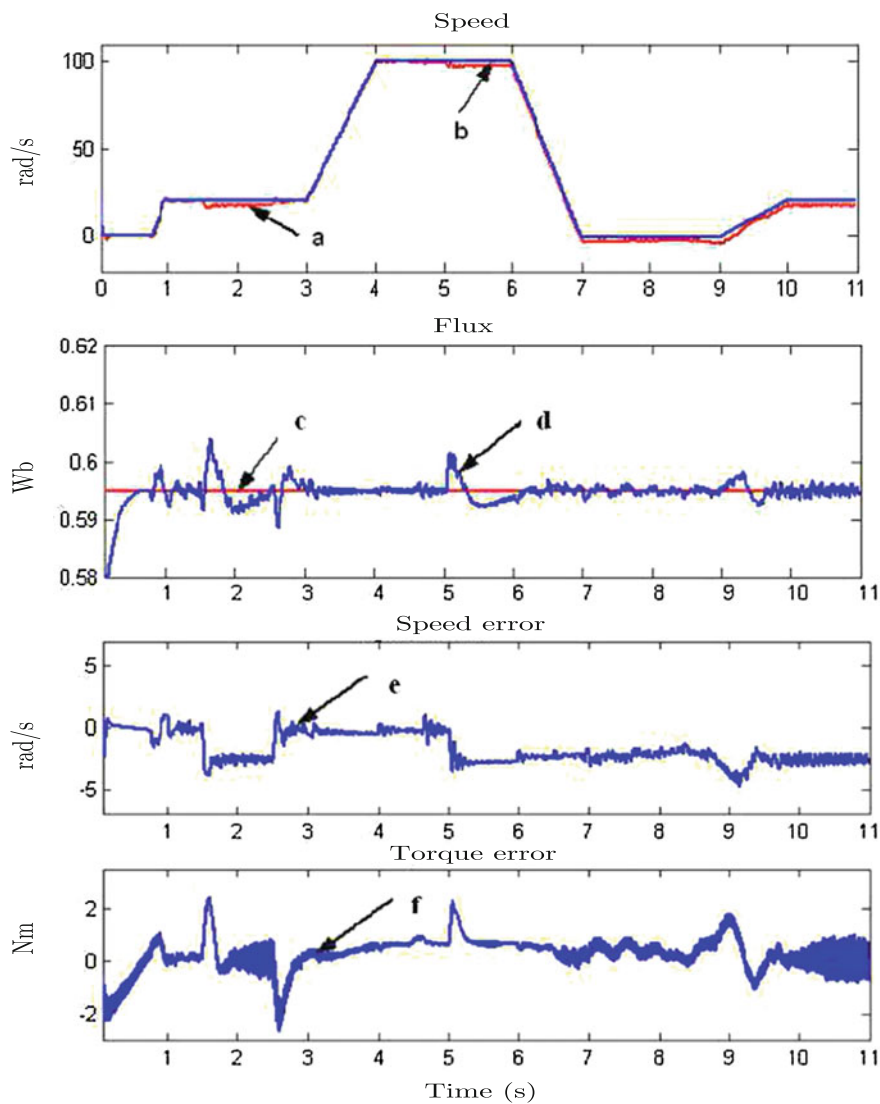 Speed
rad/s
100
50
0
b
a
0 1 2 3 4 5 6 7 8 9 10 11
Flux
Wb
0.62
0.61
0.6
0.59
0.58
c
d
1 2 3 4 5 6 7 8 9 10 11
Speed error
rad/s
5
0
-5
e
1 2 3 4 5 6 7 8 9 10 11
Torque error
Nm
2
0
-2
f
1 2 3 4 5 6 7 8 9 10 11
Time (s)